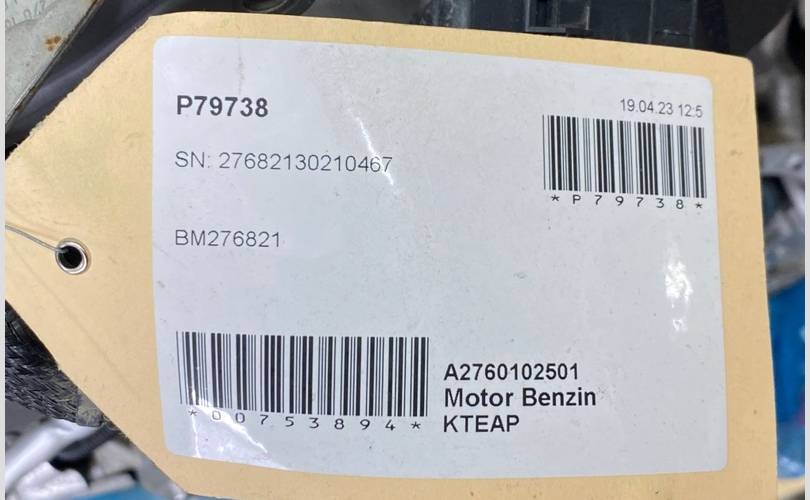 P79738
19.04.23 12:5
*P79738*
SN: 27682130210467
BM276821
*00753894*
A2760102501
Motor Benzin
KTEAP